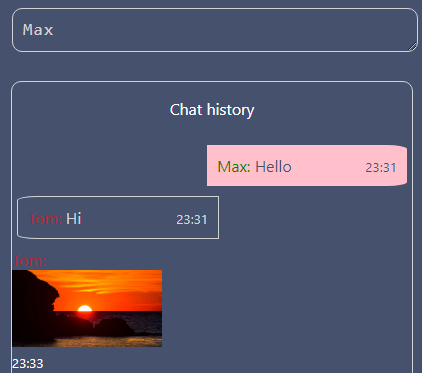 Max
Chat history
Max: Hello 23:31
Tom: Hi 23:31
Tom:
23:33